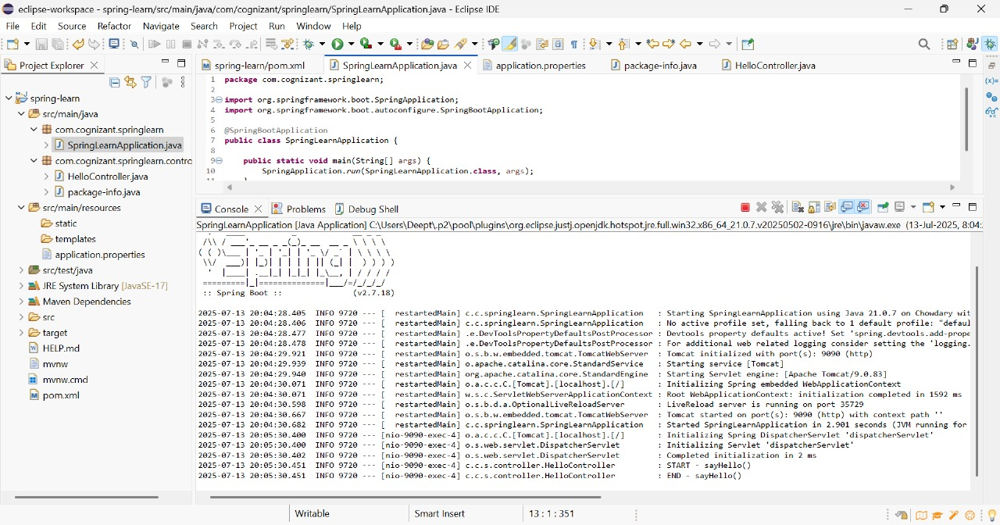 eclipse-workspace - spring-learn/src/main/java/com/cognizant/springlearn/SpringLearnApplication.java - Eclipse IDE
File Edit Source Refactor Navigate Search Project Run Window Help
Project Explorer
spring-learn/pom.xml
SpringLearnApplication.java
application.properties
package-info.java
HelloController.java
spring-learn
src/main/java
com.cognizant.springlearn
SpringLearnApplication.java
com.cognizant.springlearn.contro
HelloController.java
package-info.java
src/main/resources
static
templates
application.properties
src/test/java
JRE System Library [JavaSE-17]
Maven Dependencies
src
target
HELP.md
mvnw
mvnw.cmd
pom.xml
1 package com.cognizant.springlearn;
2
3 import org.springframework.boot.SpringApplication;
4 import org.springframework.boot.autoconfigure.SpringBootApplication;
5
6 @SpringBootApplication
7 public class SpringLearnApplication {
8
9 public static void main(String[] args) {
10 SpringApplication.run(SpringLearnApplication.class, args);
11 }
Console Problems Debug Shell
SpringLearnApplication [Java Application] C:\Users\Deept\.p2\pool\plugins\org.eclipse.justj.openjdk.hotspot.jre.full.win32.x86_64_21.0.7.v20250502-0916\jre\bin\javaw.exe (13-Jul-2025, 8:04:
:: Spring Boot :: (v2.7.18)
2025-07-13 20:04:28.405 INFO 9720 --- [ restartedMain] c.c.springlearn.SpringLearnApplication : Starting SpringLearnApplication using Java 21.0.7 on Chowdary wit
2025-07-13 20:04:28.406 INFO 9720 --- [ restartedMain] c.c.springlearn.SpringLearnApplication : No active profile set, falling back to 1 default profile: "defaul
2025-07-13 20:04:28.477 INFO 9720 --- [ restartedMain] .e.DevToolsPropertyDefaultsPostProcessor : Devtools property defaults active! Set 'spring.devtools.add-prope
2025-07-13 20:04:28.478 INFO 9720 --- [ restartedMain] .e.DevToolsPropertyDefaultsPostProcessor : For additional web related logging consider setting the 'logging.
2025-07-13 20:04:29.921 INFO 9720 --- [ restartedMain] o.s.b.w.embedded.tomcat.TomcatWebServer : Tomcat initialized with port(s): 9090 (http)
2025-07-13 20:04:29.939 INFO 9720 --- [ restartedMain] o.apache.catalina.core.StandardService : Starting service [Tomcat]
2025-07-13 20:04:29.940 INFO 9720 --- [ restartedMain] org.apache.catalina.core.StandardEngine : Starting Servlet engine: [Apache Tomcat/9.0.83]
2025-07-13 20:04:30.071 INFO 9720 --- [ restartedMain] o.a.c.c.C.[Tomcat].[localhost].[/] : Initializing Spring embedded WebApplicationContext
2025-07-13 20:04:30.071 INFO 9720 --- [ restartedMain] w.s.c.ServletWebServerApplicationContext : Root WebApplicationContext: initialization completed in 1592 ms
2025-07-13 20:04:30.598 INFO 9720 --- [ restartedMain] o.s.b.d.a.OptionalLiveReloadServer : LiveReload server is running on port 35729
2025-07-13 20:04:30.667 INFO 9720 --- [ restartedMain] o.s.b.w.embedded.tomcat.TomcatWebServer : Tomcat started on port(s): 9090 (http) with context path ''
2025-07-13 20:04:30.682 INFO 9720 --- [ restartedMain] c.c.springlearn.SpringLearnApplication : Started SpringLearnApplication in 2.901 seconds (JVM running for
2025-07-13 20:05:30.400 INFO 9720 --- [nio-9090-exec-4] o.a.c.c.C.[Tomcat].[localhost].[/] : Initializing Spring DispatcherServlet 'dispatcherServlet'
2025-07-13 20:05:30.400 INFO 9720 --- [nio-9090-exec-4] o.s.web.servlet.DispatcherServlet : Initializing Servlet 'dispatcherServlet'
2025-07-13 20:05:30.402 INFO 9720 --- [nio-9090-exec-4] o.s.web.servlet.DispatcherServlet : Completed initialization in 2 ms
2025-07-13 20:05:30.451 INFO 9720 --- [nio-9090-exec-4] c.c.s.controller.HelloController : START - sayHello()
2025-07-13 20:05:30.451 INFO 9720 --- [nio-9090-exec-4] c.c.s.controller.HelloController : END - sayHello()
Writable Smart Insert 13 : 1 : 351